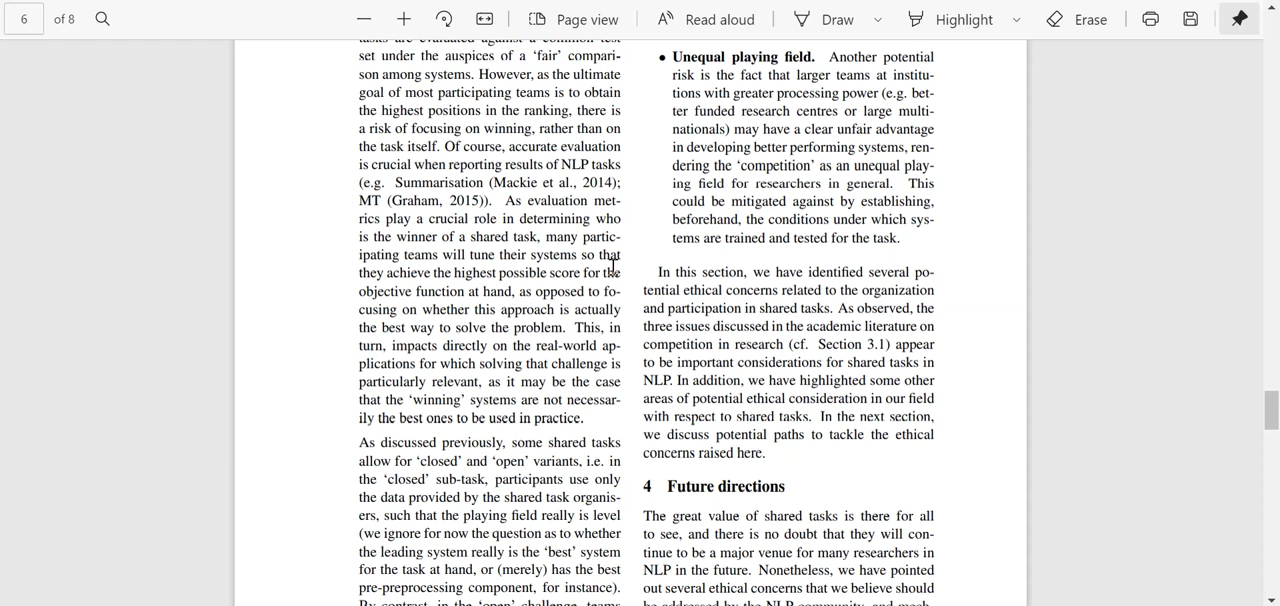 6
of 8
Page view
Read aloud
Draw
Highlight
Erase
tasks are evaluated against a common test
set under the auspices of a ‘fair’ compari-
son among systems. However, as the ultimate
goal of most participating teams is to obtain
the highest positions in the ranking, there is
a risk of focusing on winning, rather than on
the task itself. Of course, accurate evaluation
is crucial when reporting results of NLP tasks
(e.g. Summarisation (Mackie et al., 2014);
MT (Graham, 2015)). As evaluation met-
rics play a crucial role in determining who
is the winner of a shared task, many partic-
ipating teams will tune their systems so that
they achieve the highest possible score for the
objective function at hand, as opposed to fo-
cusing on whether this approach is actually
the best way to solve the problem. This, in
turn, impacts directly on the real-world ap-
plications for which solving that challenge is
particularly relevant, as it may be the case
that the ‘winning’ systems are not necessar-
ily the best ones to be used in practice.
As discussed previously, some shared tasks
allow for ‘closed’ and ‘open’ variants, i.e. in
the ‘closed’ sub-task, participants use only
the data provided by the shared task organis-
ers, such that the playing field really is level
(we ignore for now the question as to whether
the leading system really is the ‘best’ system
for the task at hand, or (merely) has the best
pre-preprocessing component, for instance).
By contrast, in the ‘open’ challenge, teams
• Unequal playing field. Another potential
risk is the fact that larger teams at institu-
tions with greater processing power (e.g. bet-
ter funded research centres or large multi-
nationals) may have a clear unfair advantage
in developing better performing systems, ren-
dering the ‘competition’ as an unequal play-
ing field for researchers in general. This
could be mitigated against by establishing,
beforehand, the conditions under which sys-
tems are trained and tested for the task.
In this section, we have identified several po-
tential ethical concerns related to the organization
and participation in shared tasks. As observed, the
three issues discussed in the academic literature on
competition in research (cf. Section 3.1) appear
to be important considerations for shared tasks in
NLP. In addition, we have highlighted some other
areas of potential ethical consideration in our field
with respect to shared tasks. In the next section,
we discuss potential paths to tackle the ethical
concerns raised here.
4 Future directions
The great value of shared tasks is there for all
to see, and there is no doubt that they will con-
tinue to be a major venue for many researchers in
NLP in the future. Nonetheless, we have pointed
out several ethical concerns that we believe should
be addressed by the NLP community, and mech-